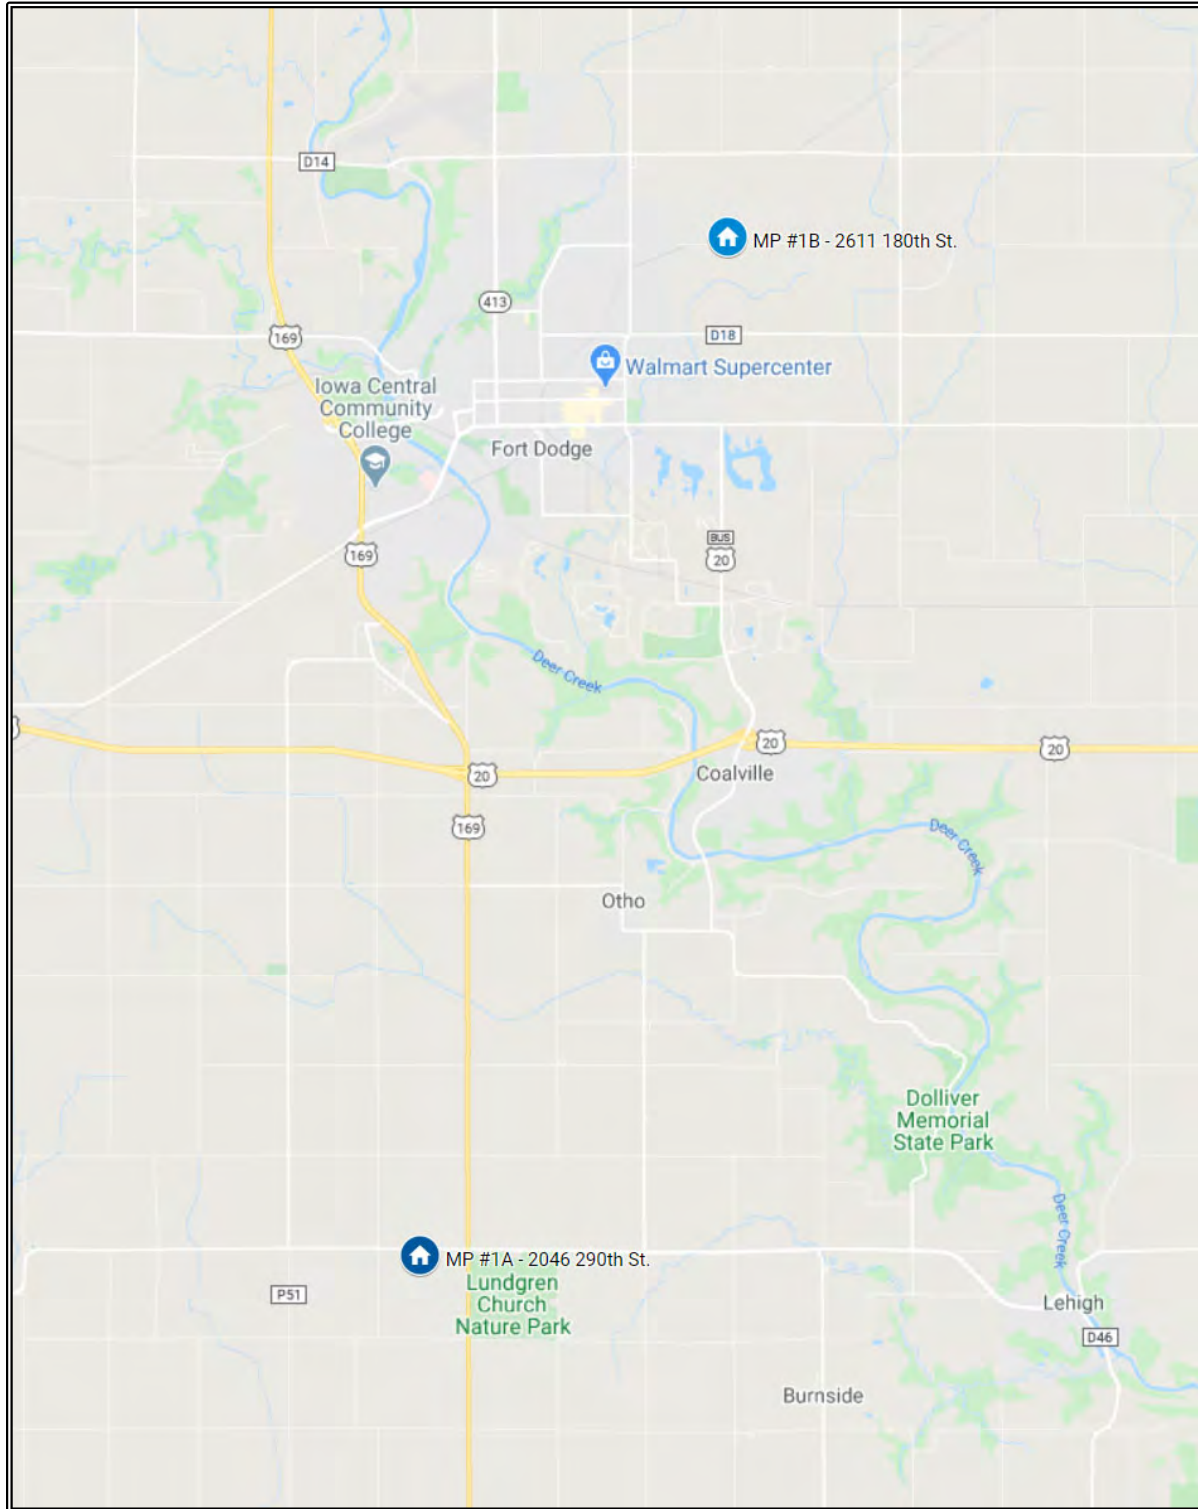 D14
MP #1B - 2611 180th St.
413
169
D18
Walmart Supercenter
Iowa Central
Community
College
Fort Dodge
BUS
20
169
Deer Creek
20
20
20
Coalville
169
Deer Creek
Otho
Dolliver
Memorial
State Park
Deer Creek
MP #1A - 2046 290th St.
Lundgren
Church
Nature Park
P51
Lehigh
D46
Burnside